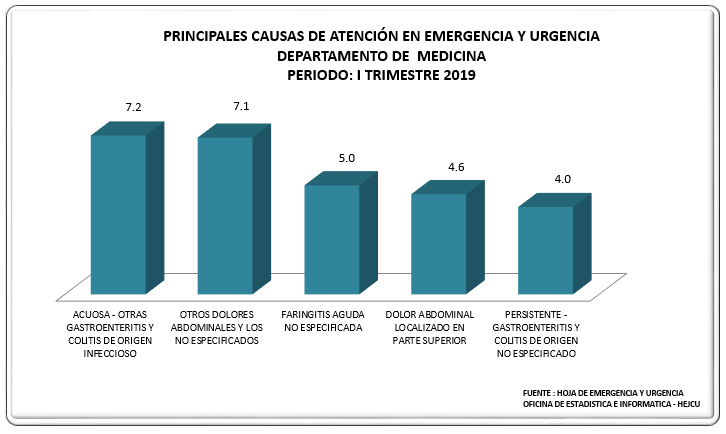 PRINCIPALES CAUSAS DE ATENCIÓN EN EMERGENCIA Y URGENCIA
DEPARTAMENTO DE MEDICINA
PERIODO: I TRIMESTRE 2019
7.2
7.1
5.0
4.6
4.0
ACUOSA - OTRAS
GASTROENTERITIS Y
COLITIS DE ORIGEN
INFECCIOSO
OTROS DOLORES
ABDOMINALES Y LOS
NO ESPECIFICADOS
FARINGITIS AGUDA
NO ESPECIFICADA
DOLOR ABDOMINAL
LOCALIZADO EN
PARTE SUPERIOR
PERSISTENTE -
GASTROENTERITIS Y
COLITIS DE ORIGEN
NO ESPECIFICADO
FUENTE : HOJA DE EMERGENCIA Y URGENCIA
OFICINA DE ESTADISTICA E INFORMATICA - HEJCU